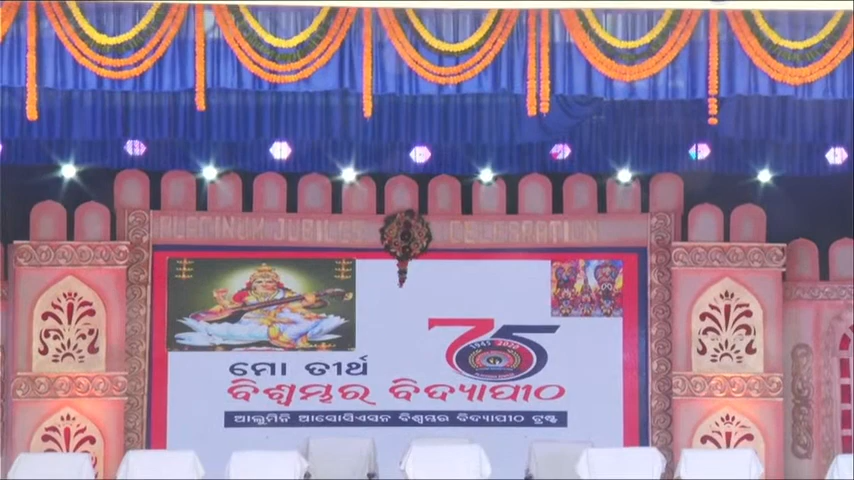 PLATINUM JUBILEE CELEBRATION
75
1945 2020
ମୋ ତୀର୍ଥ
ବିଶ୍ୱମ୍ଭର ବିଦ୍ୟାପୀଠ
ଆଲୁମିନି ଆସୋସିଏସନ ବିଶ୍ୱମ୍ଭର ବିଦ୍ୟାପୀଠ ଟ୍ରଷ୍ଟ